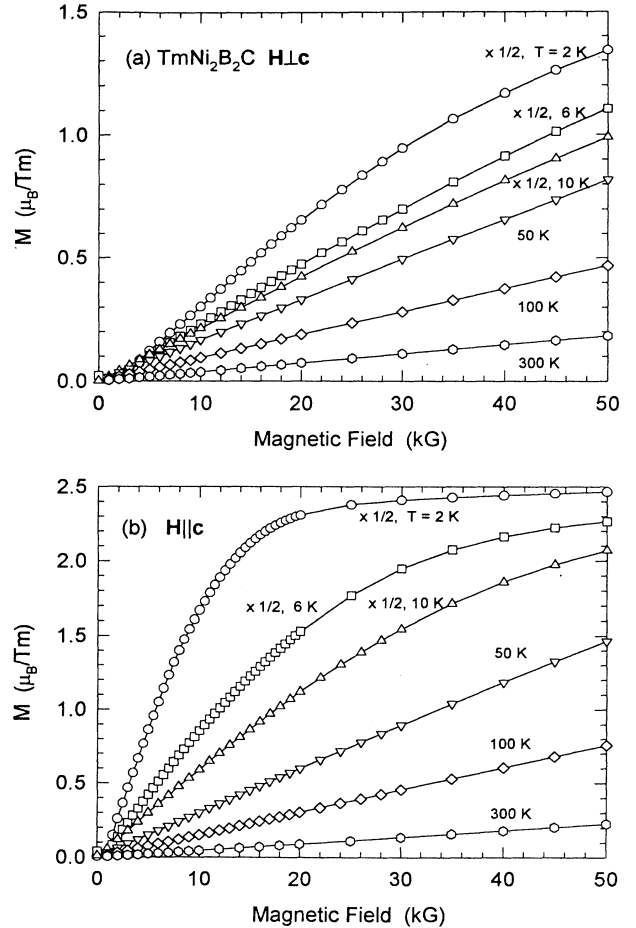 1.5
(a) TmNi₂B₂C H⊥c
x 1/2, T = 2 K
x 1/2, 6 K
1.0
x 1/2, 10 K
M (μB/Tm)
50 K
0.5
100 K
300 K
0.0
0 10 20 30 40 50
Magnetic Field (kG)
2.5
(b) H||c
x 1/2, T = 2 K
2.0
x 1/2, 6 K
x 1/2, 10 K
1.5
50 K
M (μB/Tm)
1.0
100 K
0.5
300 K
0.0
0 10 20 30 40 50
Magnetic Field (kG)